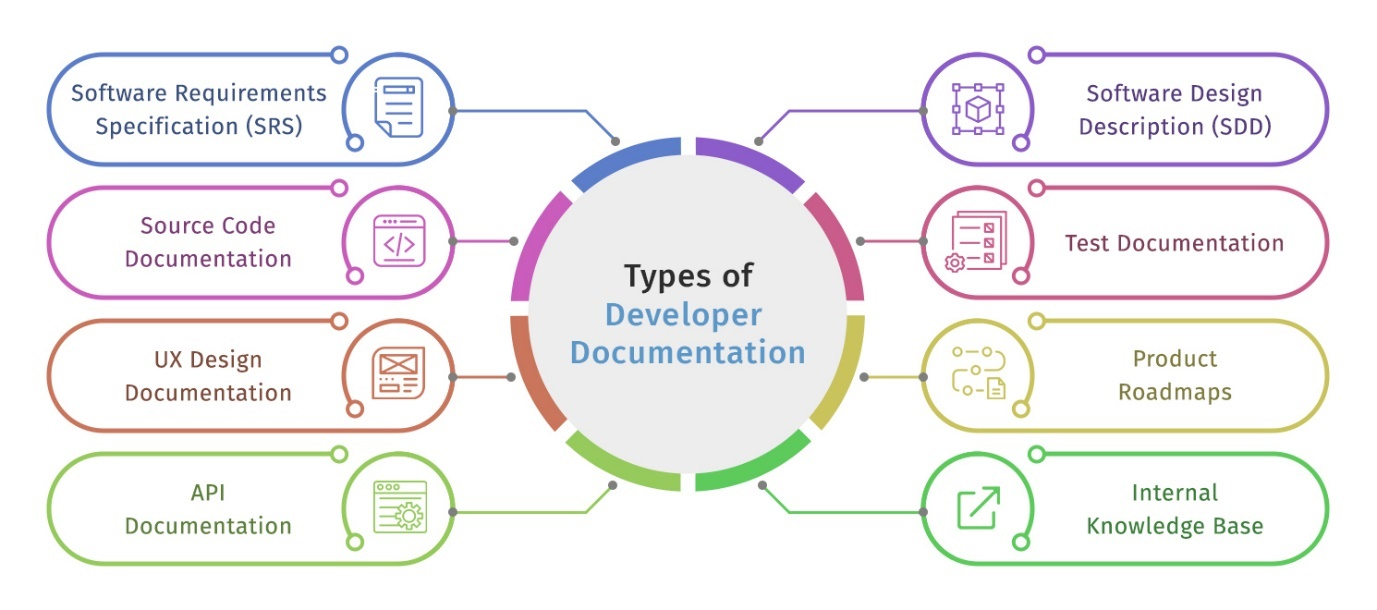 Software Requirements
Specification (SRS)
Source Code
Documentation
UX Design
Documentation
API
Documentation
Types of
Developer
Documentation
Software Design
Description (SDD)
Test Documentation
Product
Roadmaps
Internal
Knowledge Base